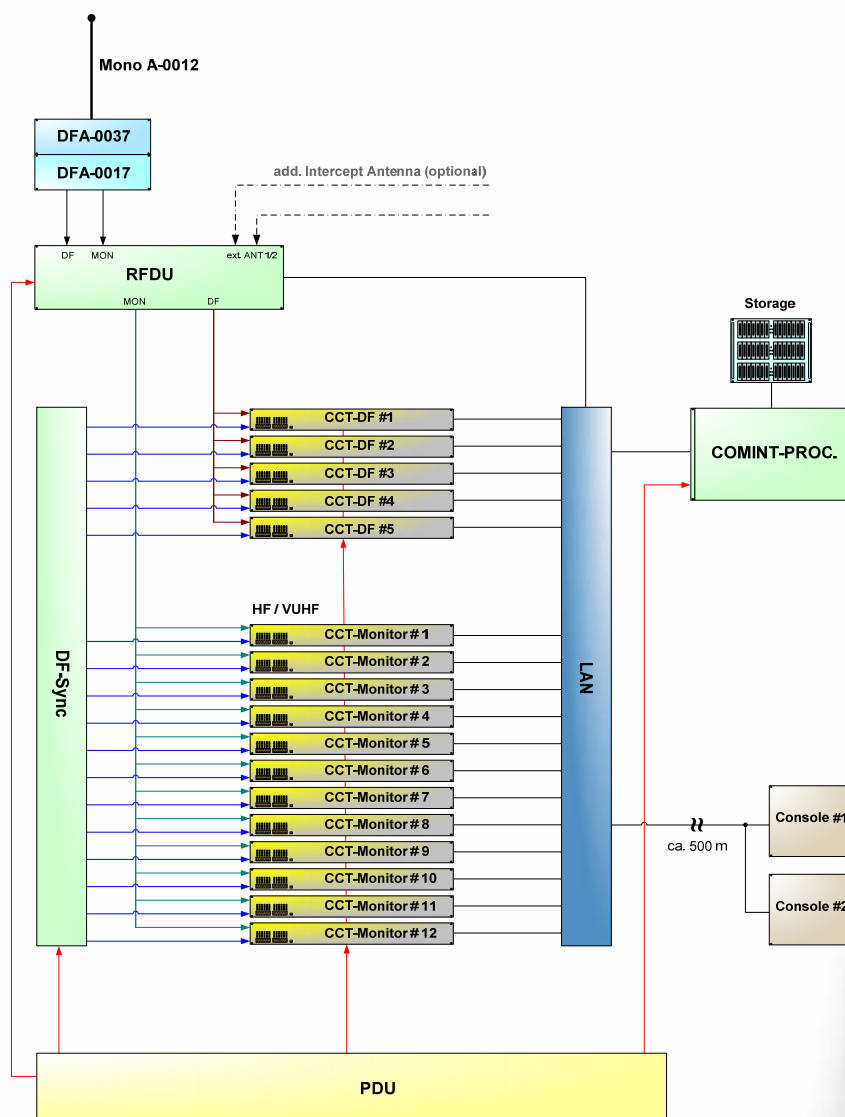 Mono A-0012
DFA-0037
DFA-0017
add. Intercept Antenna (optional)
DF MON ext. ANT 1/2
RFDU
MON DF
Storage
CCT-DF #1
CCT-DF #2
CCT-DF #3
CCT-DF #4
CCT-DF #5
COMINT-PROC.
HF / VUHF
CCT-Monitor # 1
CCT-Monitor # 2
CCT-Monitor # 3
CCT-Monitor # 4
CCT-Monitor # 5
CCT-Monitor # 6
CCT-Monitor # 7
CCT-Monitor # 8
CCT-Monitor # 9
CCT-Monitor # 10
CCT-Monitor # 11
CCT-Monitor # 12
DF-Sync
LAN
Console #1
ca. 500 m
Console #2
PDU